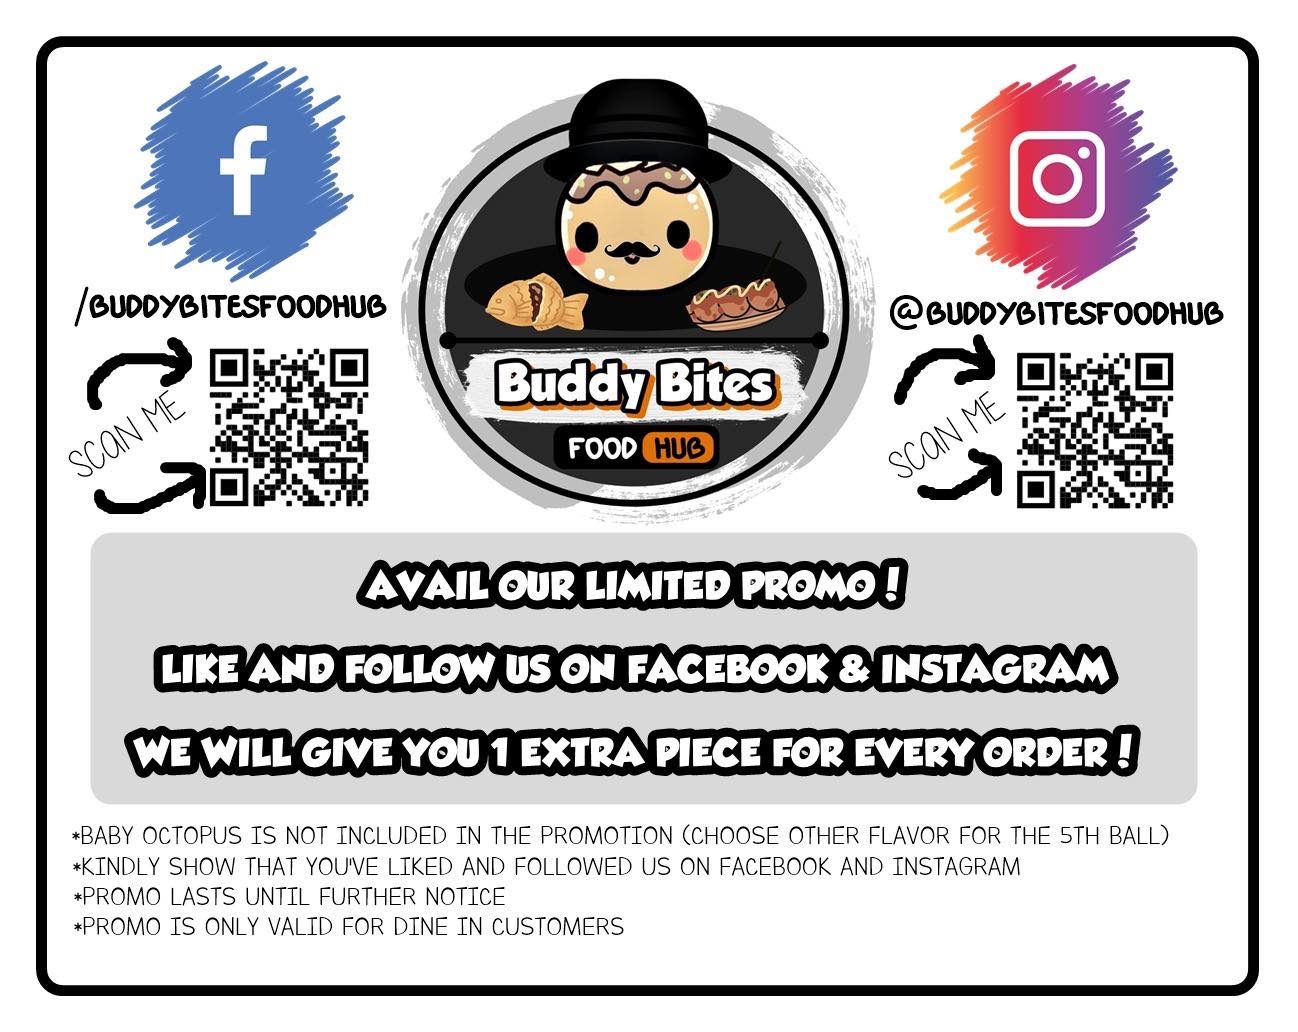 /BUDDYBITESFOODHUB
SCAN ME
Buddy Bites
FOOD HUB
@BUDDYBITESFOODHUB
SCAN ME
AVAIL OUR LIMITED PROMO!
LIKE AND FOLLOW US ON FACEBOOK & INSTAGRAM
WE WILL GIVE YOU 1 EXTRA PIECE FOR EVERY ORDER!
*BABY OCTOPUS IS NOT INCLUDED IN THE PROMOTION (CHOOSE OTHER FLAVOR FOR THE 5TH BALL)
*KINDLY SHOW THAT YOU'VE LIKED AND FOLLOWED US ON FACEBOOK AND INSTAGRAM
*PROMO LASTS UNTIL FURTHER NOTICE
*PROMO IS ONLY VALID FOR DINE IN CUSTOMERS